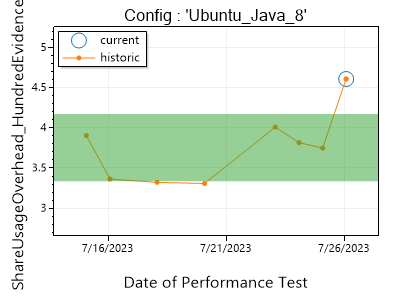 Config : 'Ubuntu_Java_8'
ShareUsageOverhead_HundredEvidence
current
historic
5
4.5
4
3.5
3
7/16/2023
7/21/2023
7/26/2023
Date of Performance Test